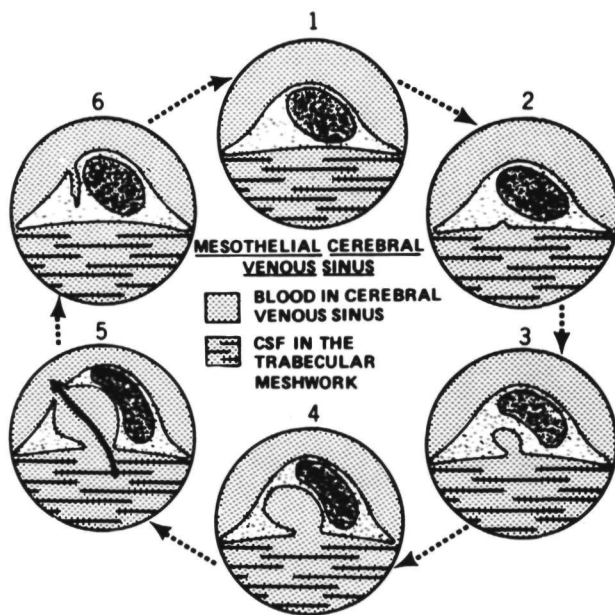 1
6
2
MESOTHELIAL CEREBRAL
VENOUS SINUS
BLOOD IN CEREBRAL
VENOUS SINUS
CSF IN THE
TRABECULAR
MESHWORK
5
3
4